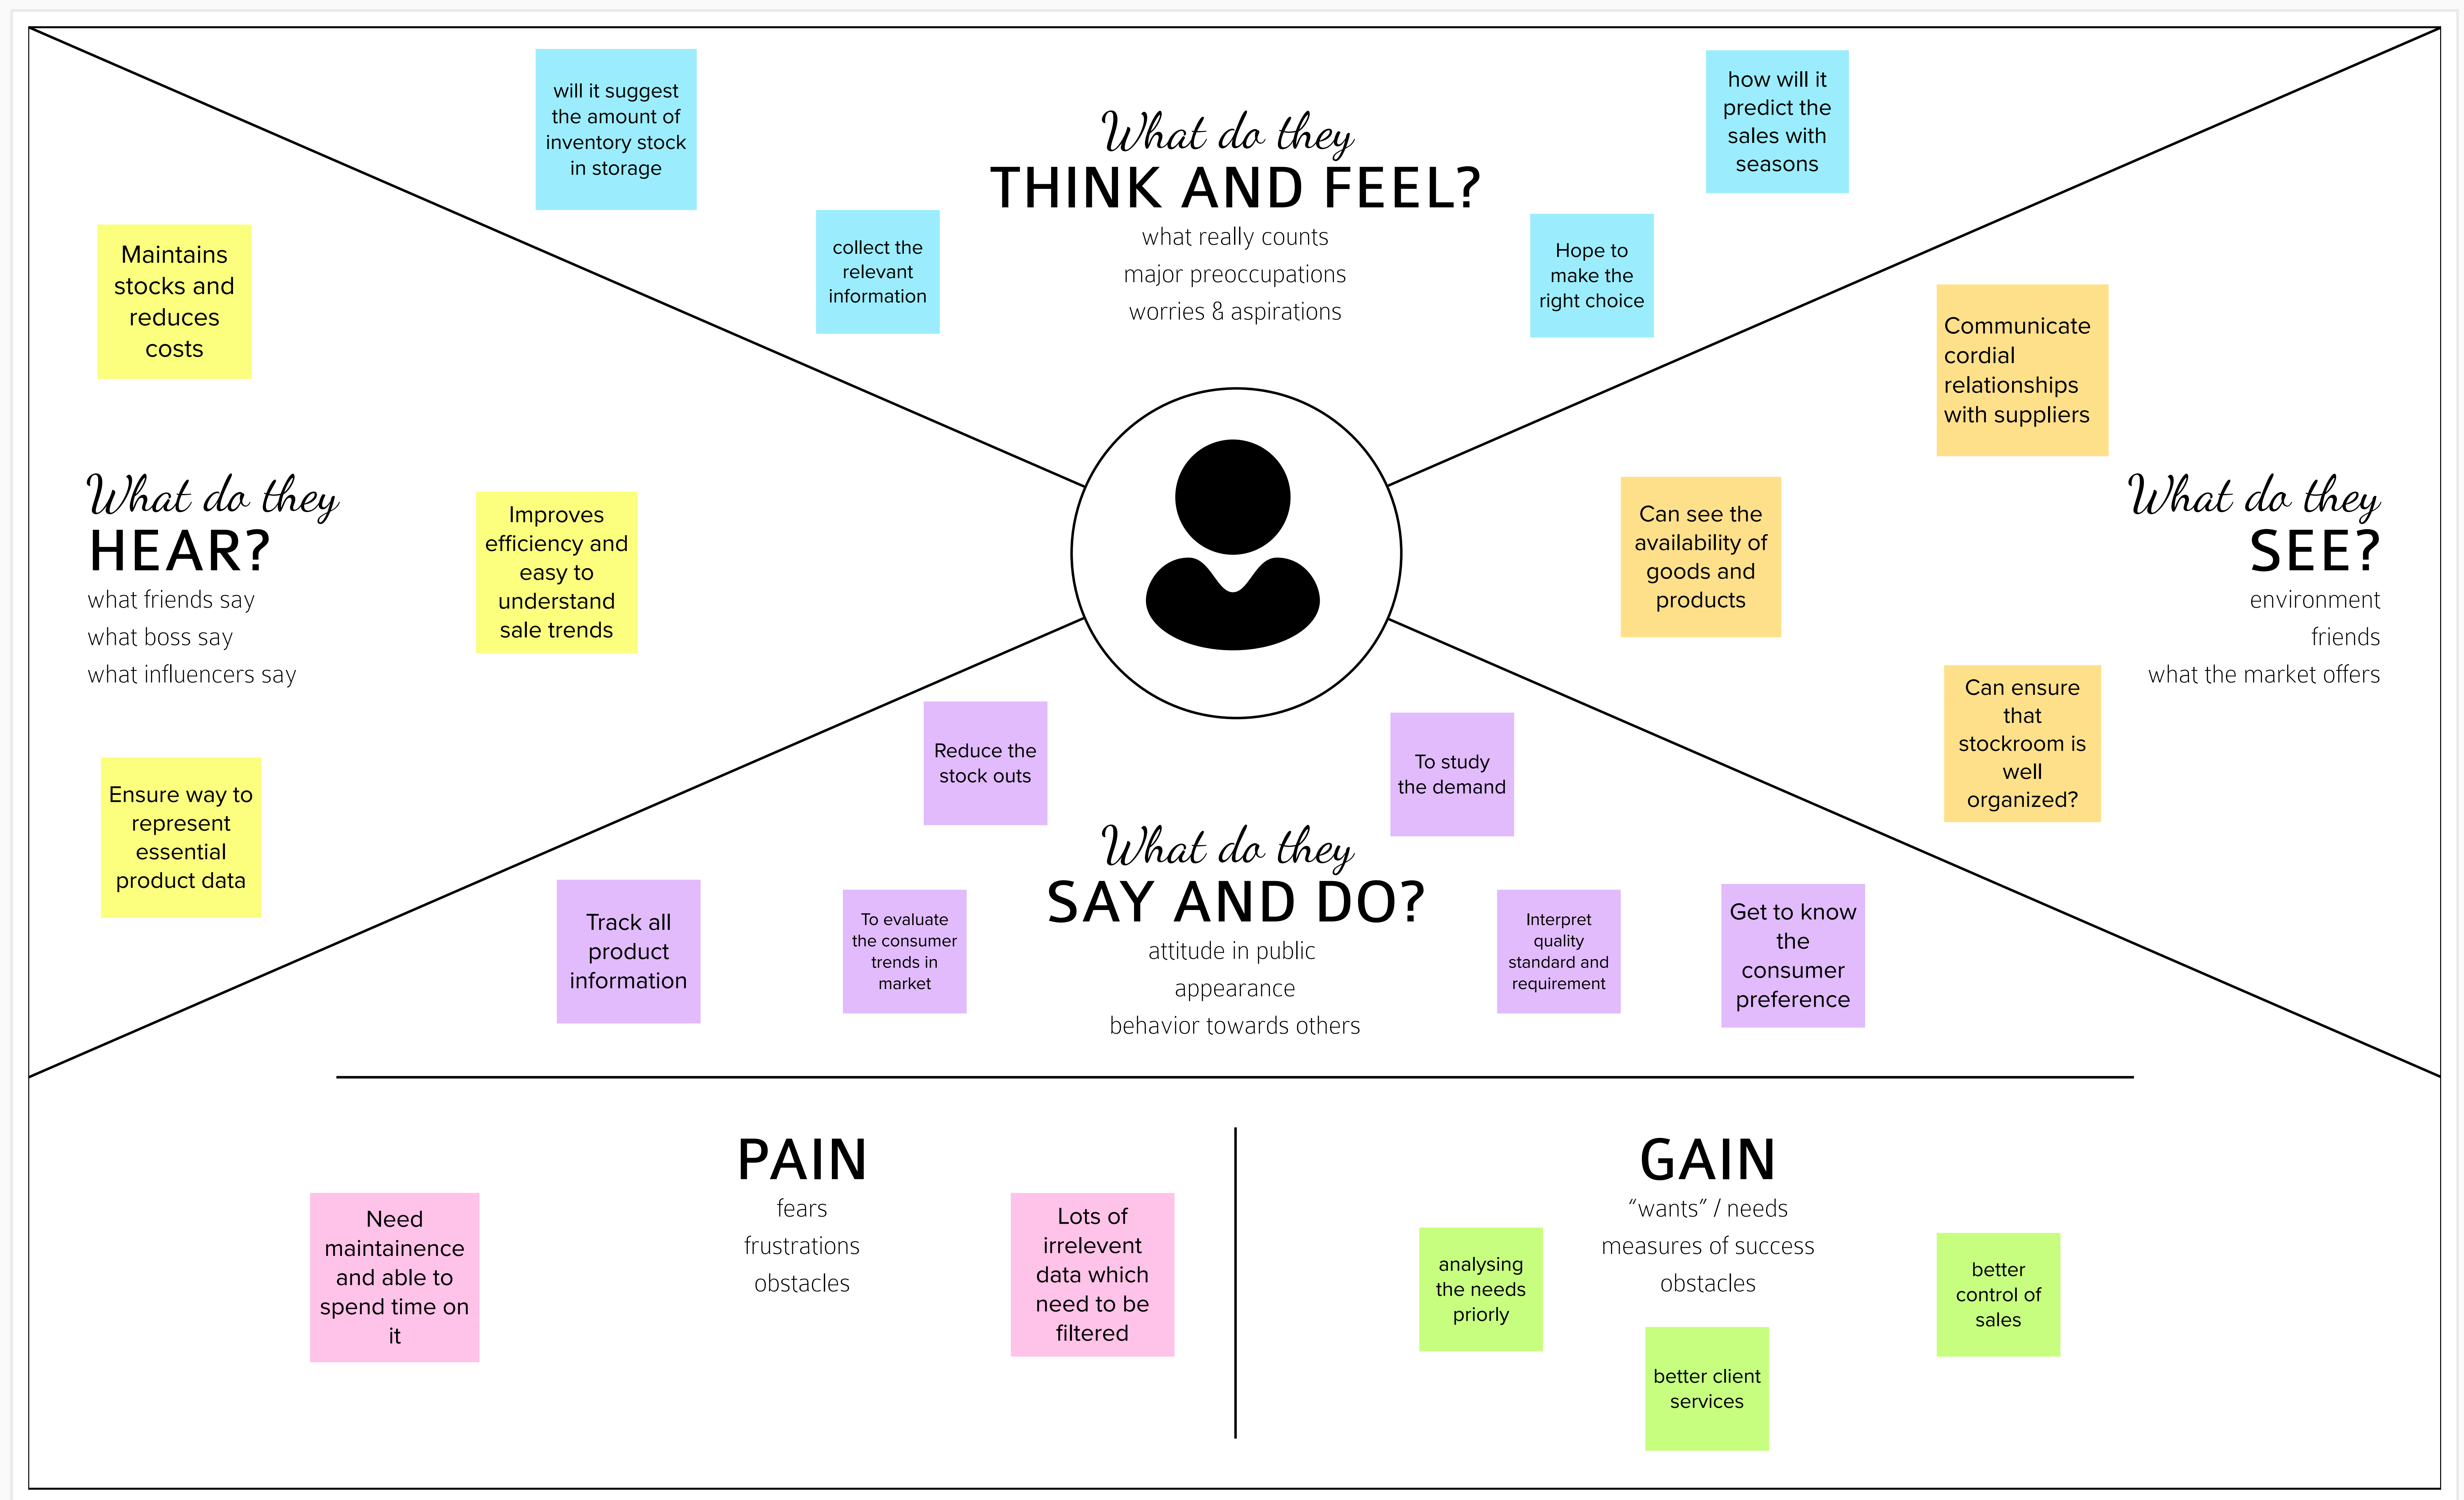 What do they
THINK AND FEEL?
what really counts
major preoccupations
worries & aspirations
will it suggest
the amount of
inventory stock
in storage
collect the
relevant
information
Hope to
make the
right choice
how will it
predict the
sales with
seasons
What do they
HEAR?
what friends say
what boss say
what influencers say
Maintains
stocks and
reduces
costs
Improves
efficiency and
easy to
understand
sale trends
Ensure way to
represent
essential
product data
What do they
SEE?
environment
friends
what the market offers
Communicate
cordial
relationships
with suppliers
Can see the
availability of
goods and
products
Can ensure
that
stockroom is
well
organized?
What do they
SAY AND DO?
attitude in public
appearance
behavior towards others
Reduce the
stock outs
To study
the demand
Track all
product
information
To evaluate
the consumer
trends in
market
Interpret
quality
standard and
requirement
Get to know
the
consumer
preference
PAIN
fears
frustrations
obstacles
Need
maintainence
and able to
spend time on
it
Lots of
irrelevent
data which
need to be
filtered
GAIN
“wants” / needs
measures of success
obstacles
analysing
the needs
priorly
better client
services
better
control of
sales